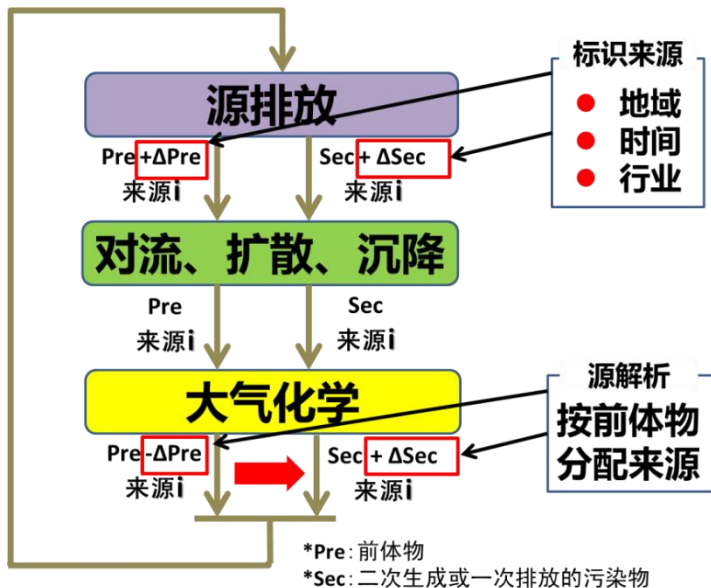 标识来源
源排放
● 地域
● 时间
● 行业
Pre +ΔPre
来源i
Sec + ΔSec
来源i
对流、扩散、沉降
Pre
来源i
Sec
来源i
大气化学
源解析
按前体物
分配来源
Pre -ΔPre
来源i
Sec + ΔSec
来源i
*Pre: 前体物
*Sec: 二次生成或一次排放的污染物